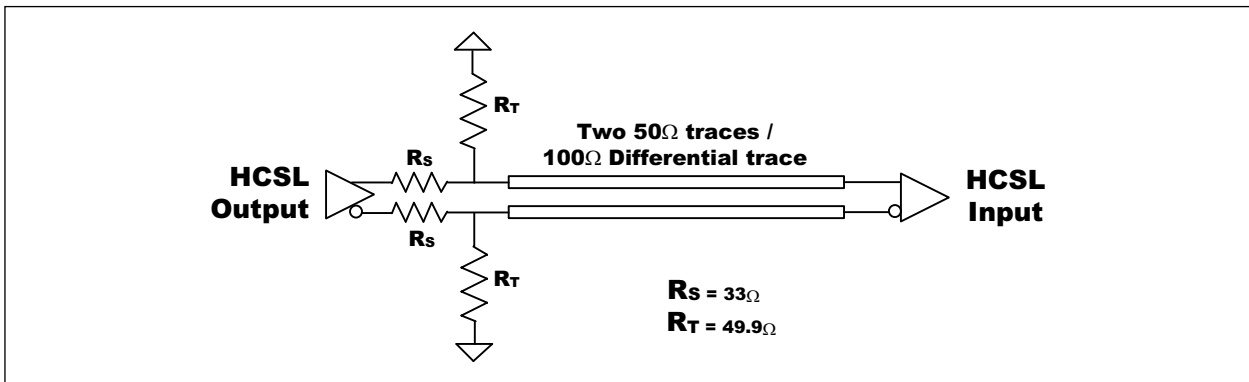 RT
Two 50Ω traces /
100Ω Differential trace
RS
HCSL
Output
HCSL
Input
RS
RT
RS = 33Ω
RT = 49.9Ω